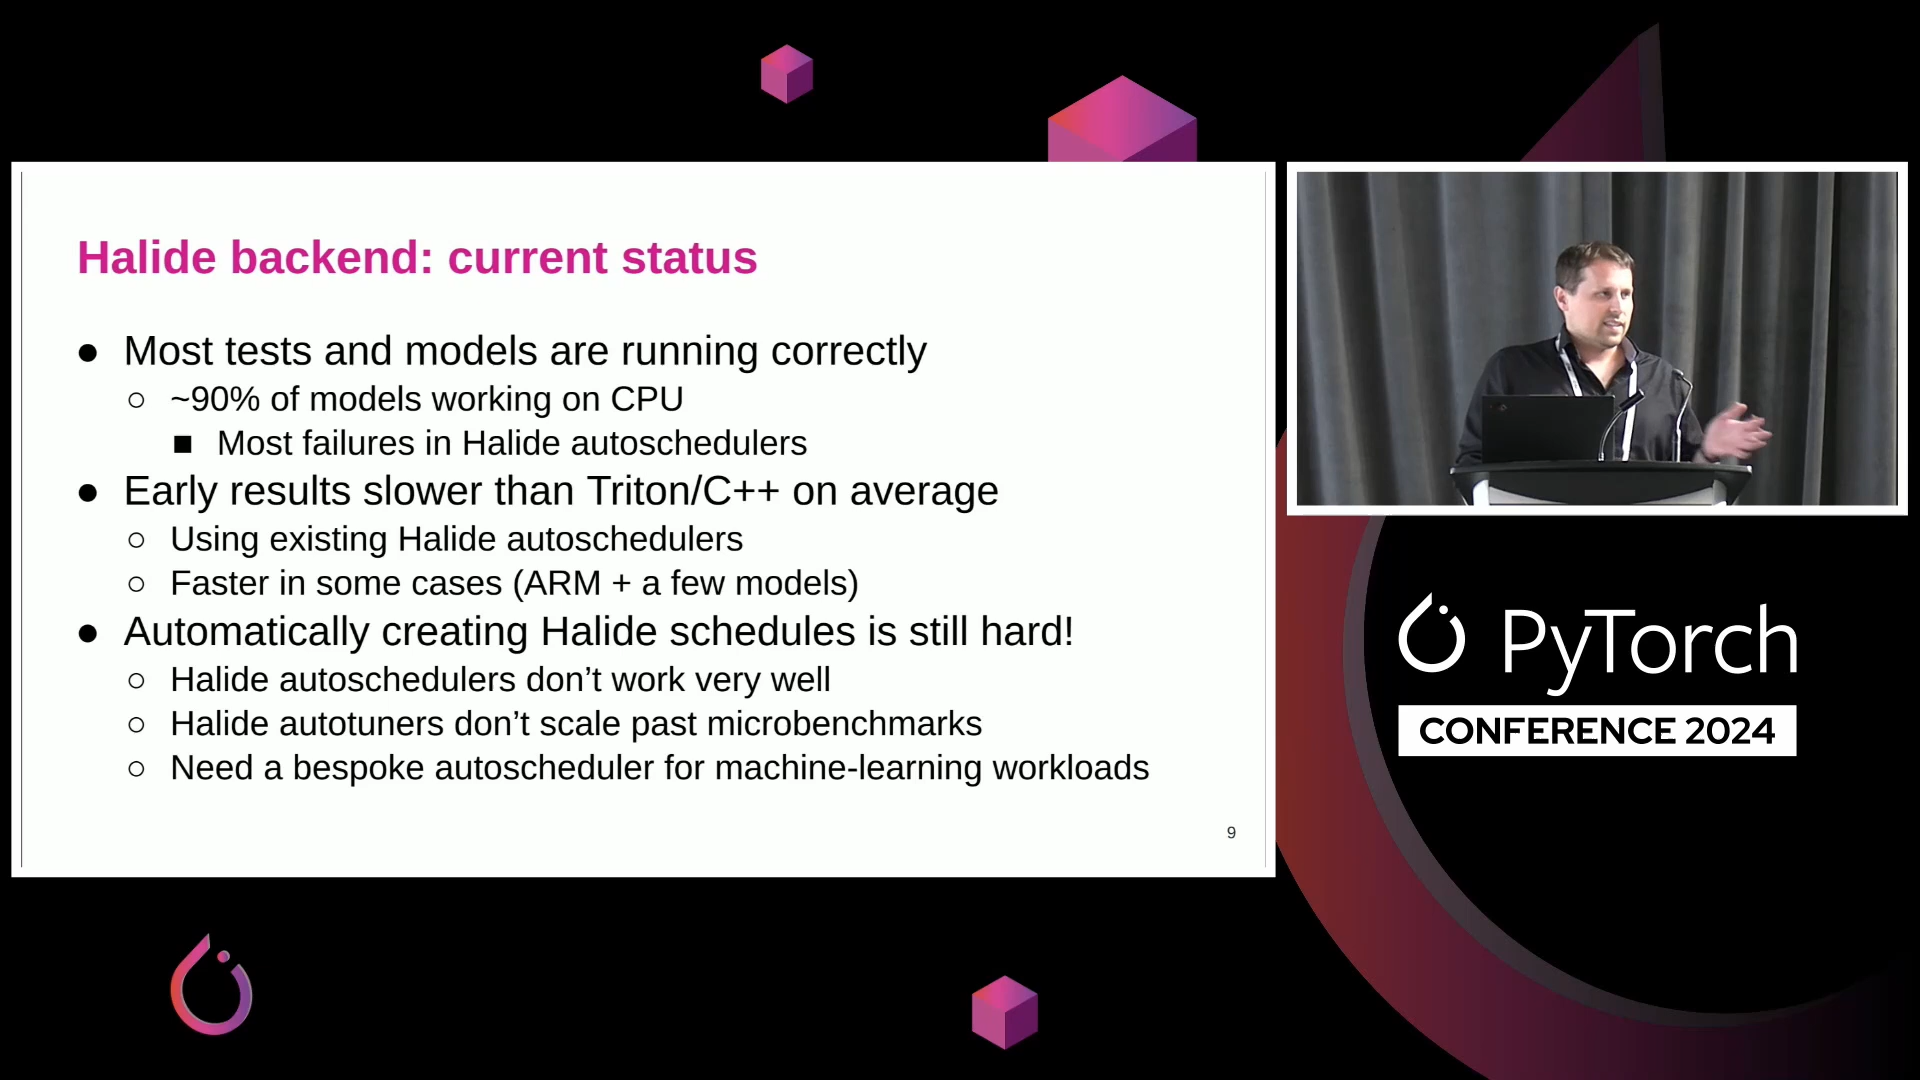 Halide backend: current status
● Most tests and models are running correctly
○ ~90% of models working on CPU
■ Most failures in Halide autoschedulers
● Early results slower than Triton/C++ on average
○ Using existing Halide autoschedulers
○ Faster in some cases (ARM + a few models)
● Automatically creating Halide schedules is still hard!
○ Halide autoschedulers don’t work very well
○ Halide autotuners don’t scale past microbenchmarks
○ Need a bespoke autoscheduler for machine-learning workloads
9
PyTorch
CONFERENCE 2024